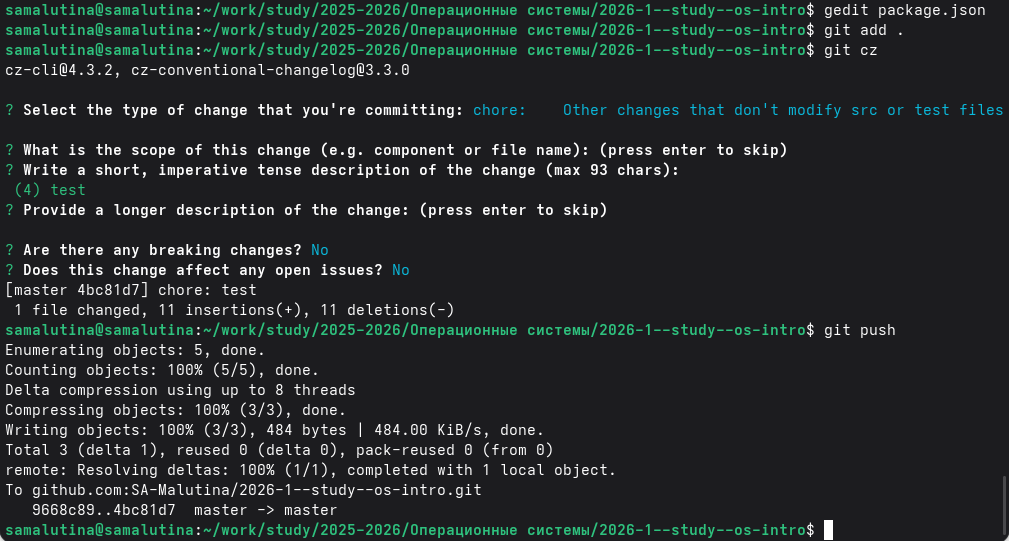 samalutina@samalutina:~/work/study/2025-2026/Операционные системы/2026-1--study--os-intro$ gedit package.json
samalutina@samalutina:~/work/study/2025-2026/Операционные системы/2026-1--study--os-intro$ git add .
samalutina@samalutina:~/work/study/2025-2026/Операционные системы/2026-1--study--os-intro$ git cz
cz-cli@4.3.2, cz-conventional-changelog@3.3.0

? Select the type of change that you're committing: chore:    Other changes that don't modify src or test files

? What is the scope of this change (e.g. component or file name): (press enter to skip)
? Write a short, imperative tense description of the change (max 93 chars):
 (4) test
? Provide a longer description of the change: (press enter to skip)

? Are there any breaking changes? No
? Does this change affect any open issues? No
[master 4bc81d7] chore: test
 1 file changed, 11 insertions(+), 11 deletions(-)
samalutina@samalutina:~/work/study/2025-2026/Операционные системы/2026-1--study--os-intro$ git push
Enumerating objects: 5, done.
Counting objects: 100% (5/5), done.
Delta compression using up to 8 threads
Compressing objects: 100% (3/3), done.
Writing objects: 100% (3/3), 484 bytes | 484.00 KiB/s, done.
Total 3 (delta 1), reused 0 (delta 0), pack-reused 0 (from 0)
remote: Resolving deltas: 100% (1/1), completed with 1 local object.
To github.com:SA-Malutina/2026-1--study--os-intro.git
   9668c89..4bc81d7  master -> master
samalutina@samalutina:~/work/study/2025-2026/Операционные системы/2026-1--study--os-intro$